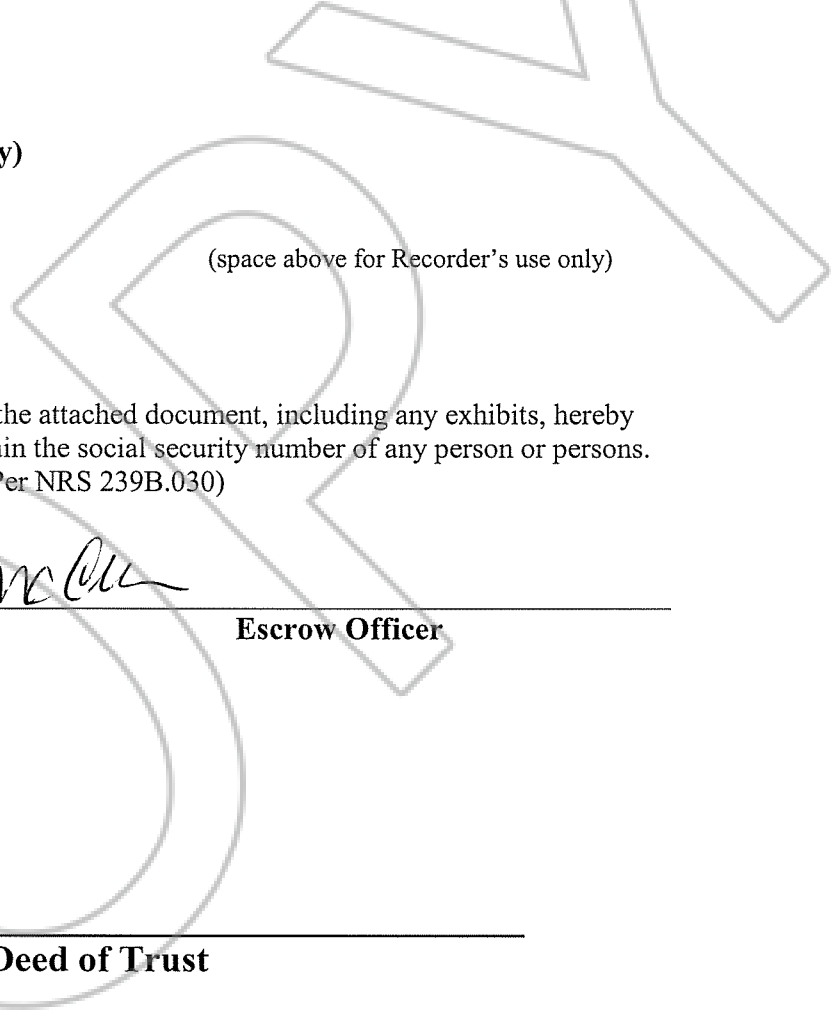 y)
(space above for Recorder’s use only)
the attached document, including any exhibits, hereby
in the social security number of any person or persons.
Per NRS 239B.030)
Escrow Officer
Deed of Trust